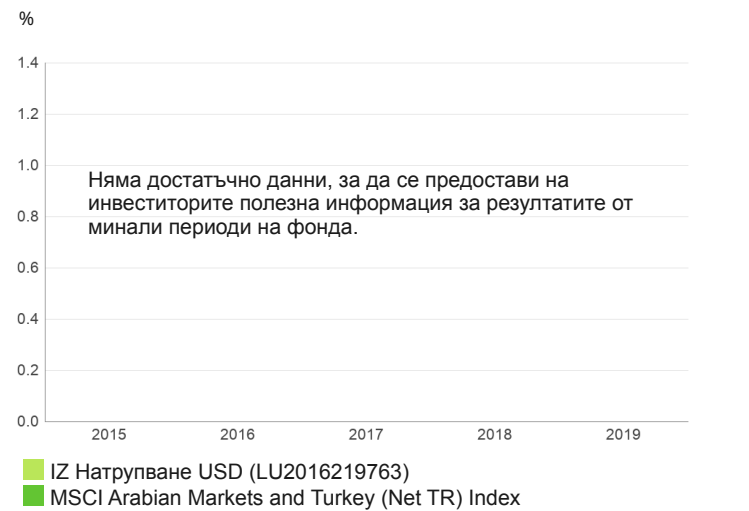 %
1.4
1.2
1.0
Няма достатъчно данни, за да се предостави на
инвеститорите полезна информация за резултатите от
минали периоди на фонда.
0.8
0.6
0.4
0.2
0.0
2015 2016 2017 2018 2019
IZ Натрупване USD (LU2016219763)
MSCI Arabian Markets and Turkey (Net TR) Index